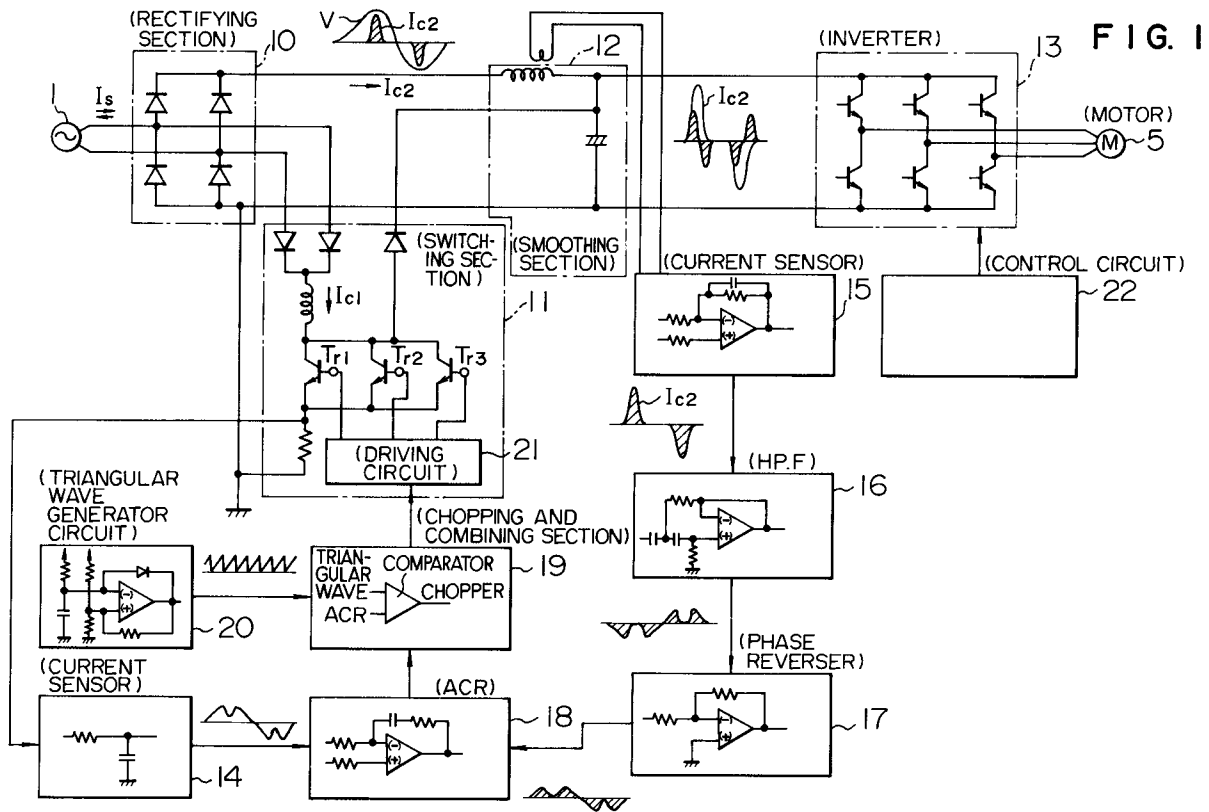 FIG. 1
(RECTIFYING
SECTION)
10
V
Ic2
12
(INVERTER)
13
1
Is
Ic2
Ic2
(MOTOR)
M
5
(SWITCH-
ING SEC-
TION)
(SMOOTHING
SECTION)
11
Ic1
Tr1
Tr2
Tr3
(CURRENT SENSOR)
15
(-)
(+)
(CONTROL CIRCUIT)
22
(DRIVING
CIRCUIT)
21
Ic2
(HP.F)
16
(-)
(+)
(TRIANGULAR
WAVE
GENERATOR
CIRCUIT)
(-)
(+)
20
(CHOPPING AND
COMBINING SECTION)
TRIAN-
GULAR
WAVE
ACR
COMPARATOR
CHOPPER
19
(PHASE
REVERSER)
17
(-)
(+)
(CURRENT
SENSOR)
14
(ACR)
18
(-)
(+)